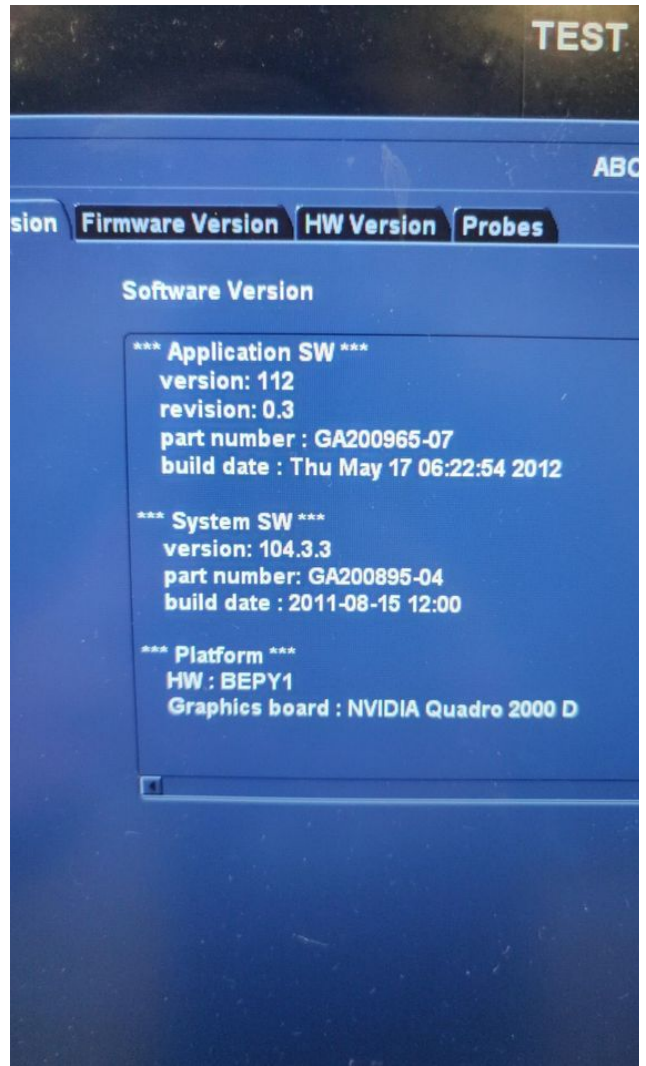 TEST
ABC
sion Firmware Version HW Version Probes
Software Version
*** Application SW ***
version: 112
revision: 0.3
part number : GA200965-07
build date : Thu May 17 06:22:54 2012
*** System SW ***
version: 104.3.3
part number: GA200895-04
build date : 2011-08-15 12:00
*** Platform ***
HW : BEPY1
Graphics board : NVIDIA Quadro 2000 D